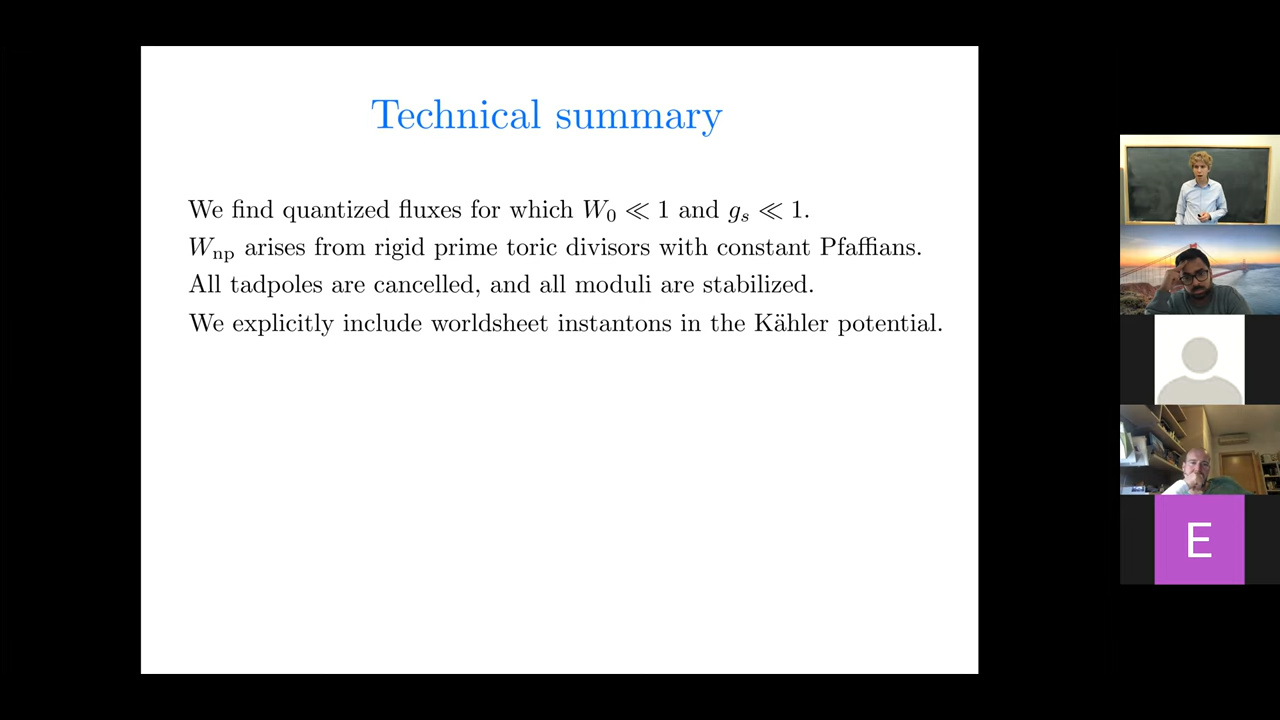 Technical summary
We find quantized fluxes for which W₀ ≪ 1 and gₛ ≪ 1.
W_np arises from rigid prime toric divisors with constant Pfaffians.
All tadpoles are cancelled, and all moduli are stabilized.
We explicitly include worldsheet instantons in the Kähler potential.
E